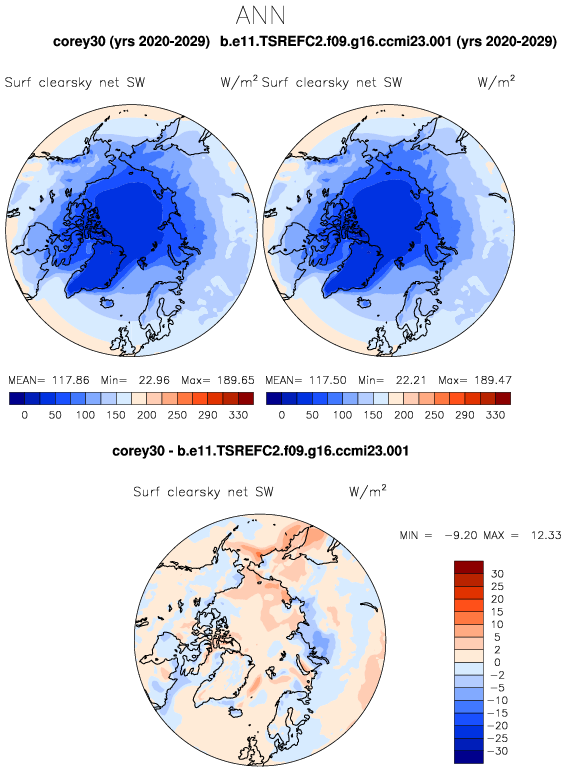 ANN
corey30 (yrs 2020-2029) b.e11.TSREFC2.f09.g16.ccmi23.001 (yrs 2020-2029)
Surf clearsky net SW W/m² Surf clearsky net SW W/m²
MEAN= 117.86 Min= 22.96 Max= 189.65 MEAN= 117.50 Min= 22.21 Max= 189.47
0 50 100 150 200 250 290 330 0 50 100 150 200 250 290 330
corey30 - b.e11.TSREFC2.f09.g16.ccmi23.001
Surf clearsky net SW W/m²
MIN = -9.20 MAX = 12.33
30
25
20
15
10
5
2
0
-2
-5
-10
-15
-20
-25
-30